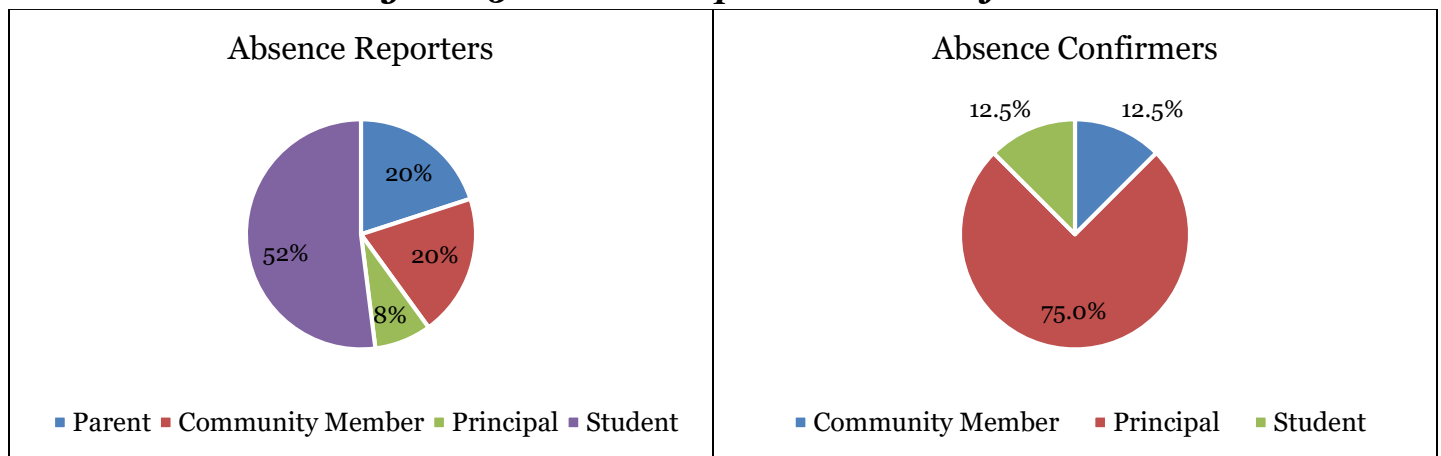 Absence Reporters
20%
20%
8%
52%
Parent Community Member Principal Student
Absence Confirmers
12.5% 12.5%
75.0%
Community Member Principal Student